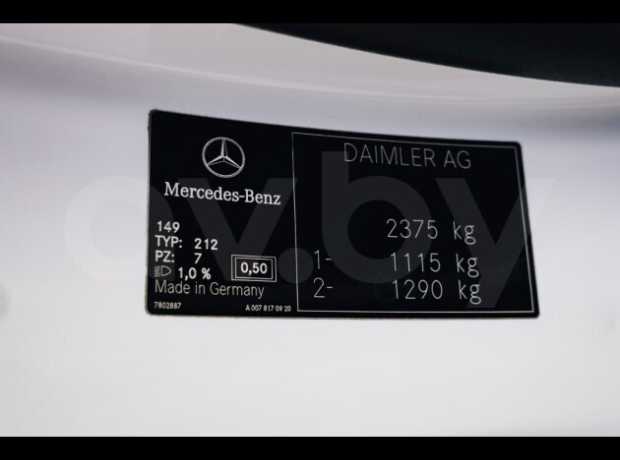 Mercedes-Benz
149
TYP: 212
PZ: 7
1,0 %
0,50
Made in Germany
7802887
A 007 817 09 20
DAIMLER AG
2375 kg
1- 1115 kg
2- 1290 kg
av.by